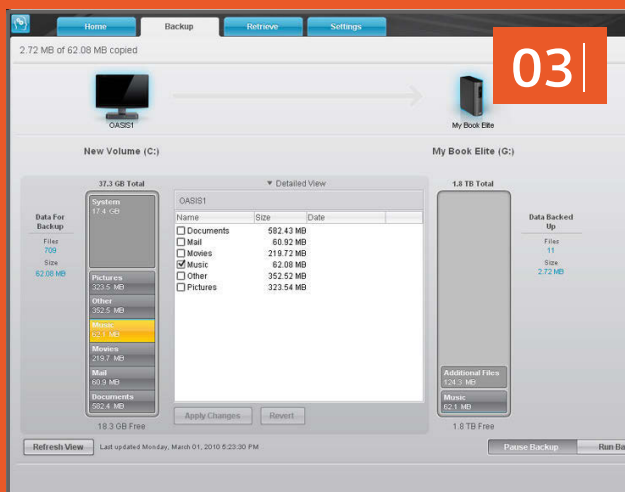 Home Backup Retrieve Settings
2.72 MB of 62.08 MB copied
03
OASIS1
My Book Elite
New Volume (C:)
My Book Elite (G:)
37.3 GB Total
▼ Detailed View
1.8 TB Total
Data For
Backup
Files
709
Size
62.08 MB
System
17.4 GB
Pictures
323.5 MB
Other
352.5 MB
Music
62.1 MB
Movies
219.7 MB
Mail
60.9 MB
Documents
582.4 MB
18.3 GB Free
OASIS1
Name Size Date
Documents 582.43 MB
Mail 60.92 MB
Movies 219.72 MB
Music 62.08 MB
Other 352.52 MB
Pictures 323.54 MB
Apply Changes Revert
Additional Files
124.3 MB
Music
62.1 MB
1.8 TB Free
Data Backed
Up
Files
11
Size
2.72 MB
Refresh View Last updated Monday, March 01, 2010 5:23:30 PM
Pause Backup Run Ba